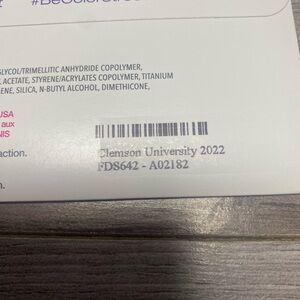 #BeColorStre
GLYCOL/TRIMELLITIC ANHYDRIDE COPOLYMER,
ACETATE, STYRENE/ACRYLATES COPOLYMER, TITANIUM
ENE, SILICA, N-BUTYL ALCOHOL, DIMETHICONE,
USA
aux
NIS
action.
Clemson University 2022
FDS642 - A02182
n.